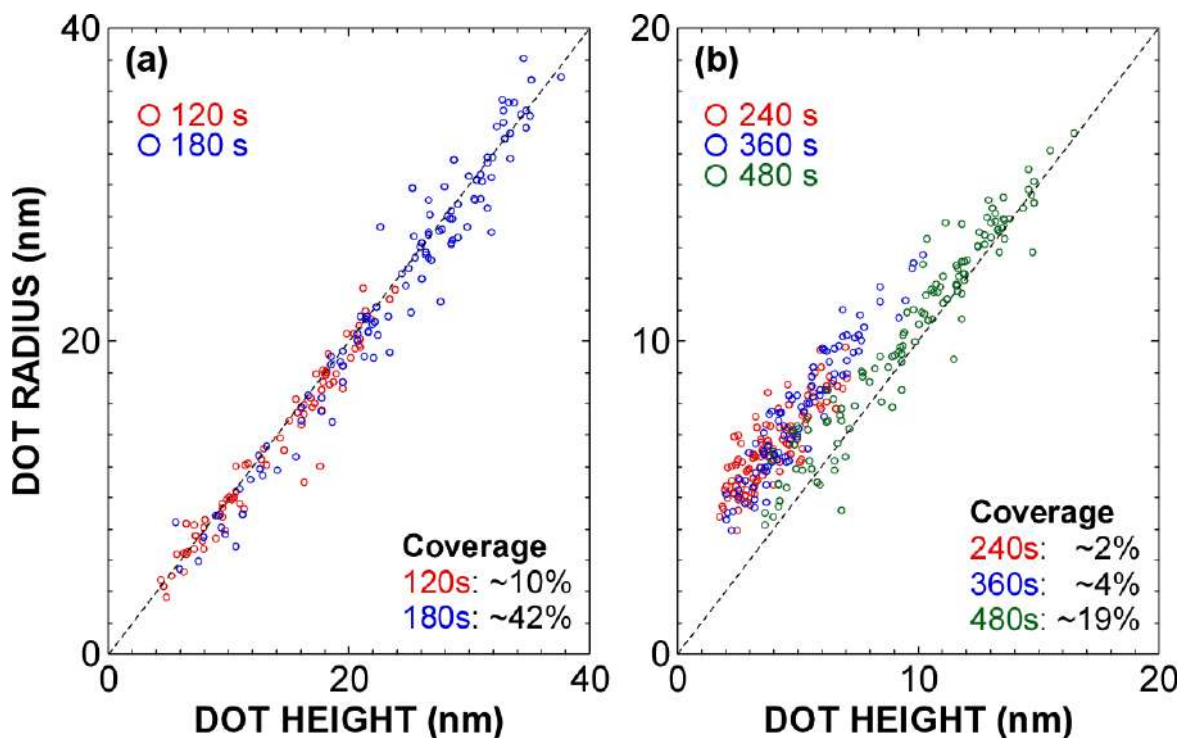 (a)
120 s
180 s
Coverage
120s: ~10%
180s: ~42%
40
20
0
0
20
40
DOT HEIGHT (nm)
DOT RADIUS (nm)
(b)
240 s
360 s
480 s
Coverage
240s: ~2%
360s: ~4%
480s: ~19%
20
10
0
0
10
20
DOT HEIGHT (nm)